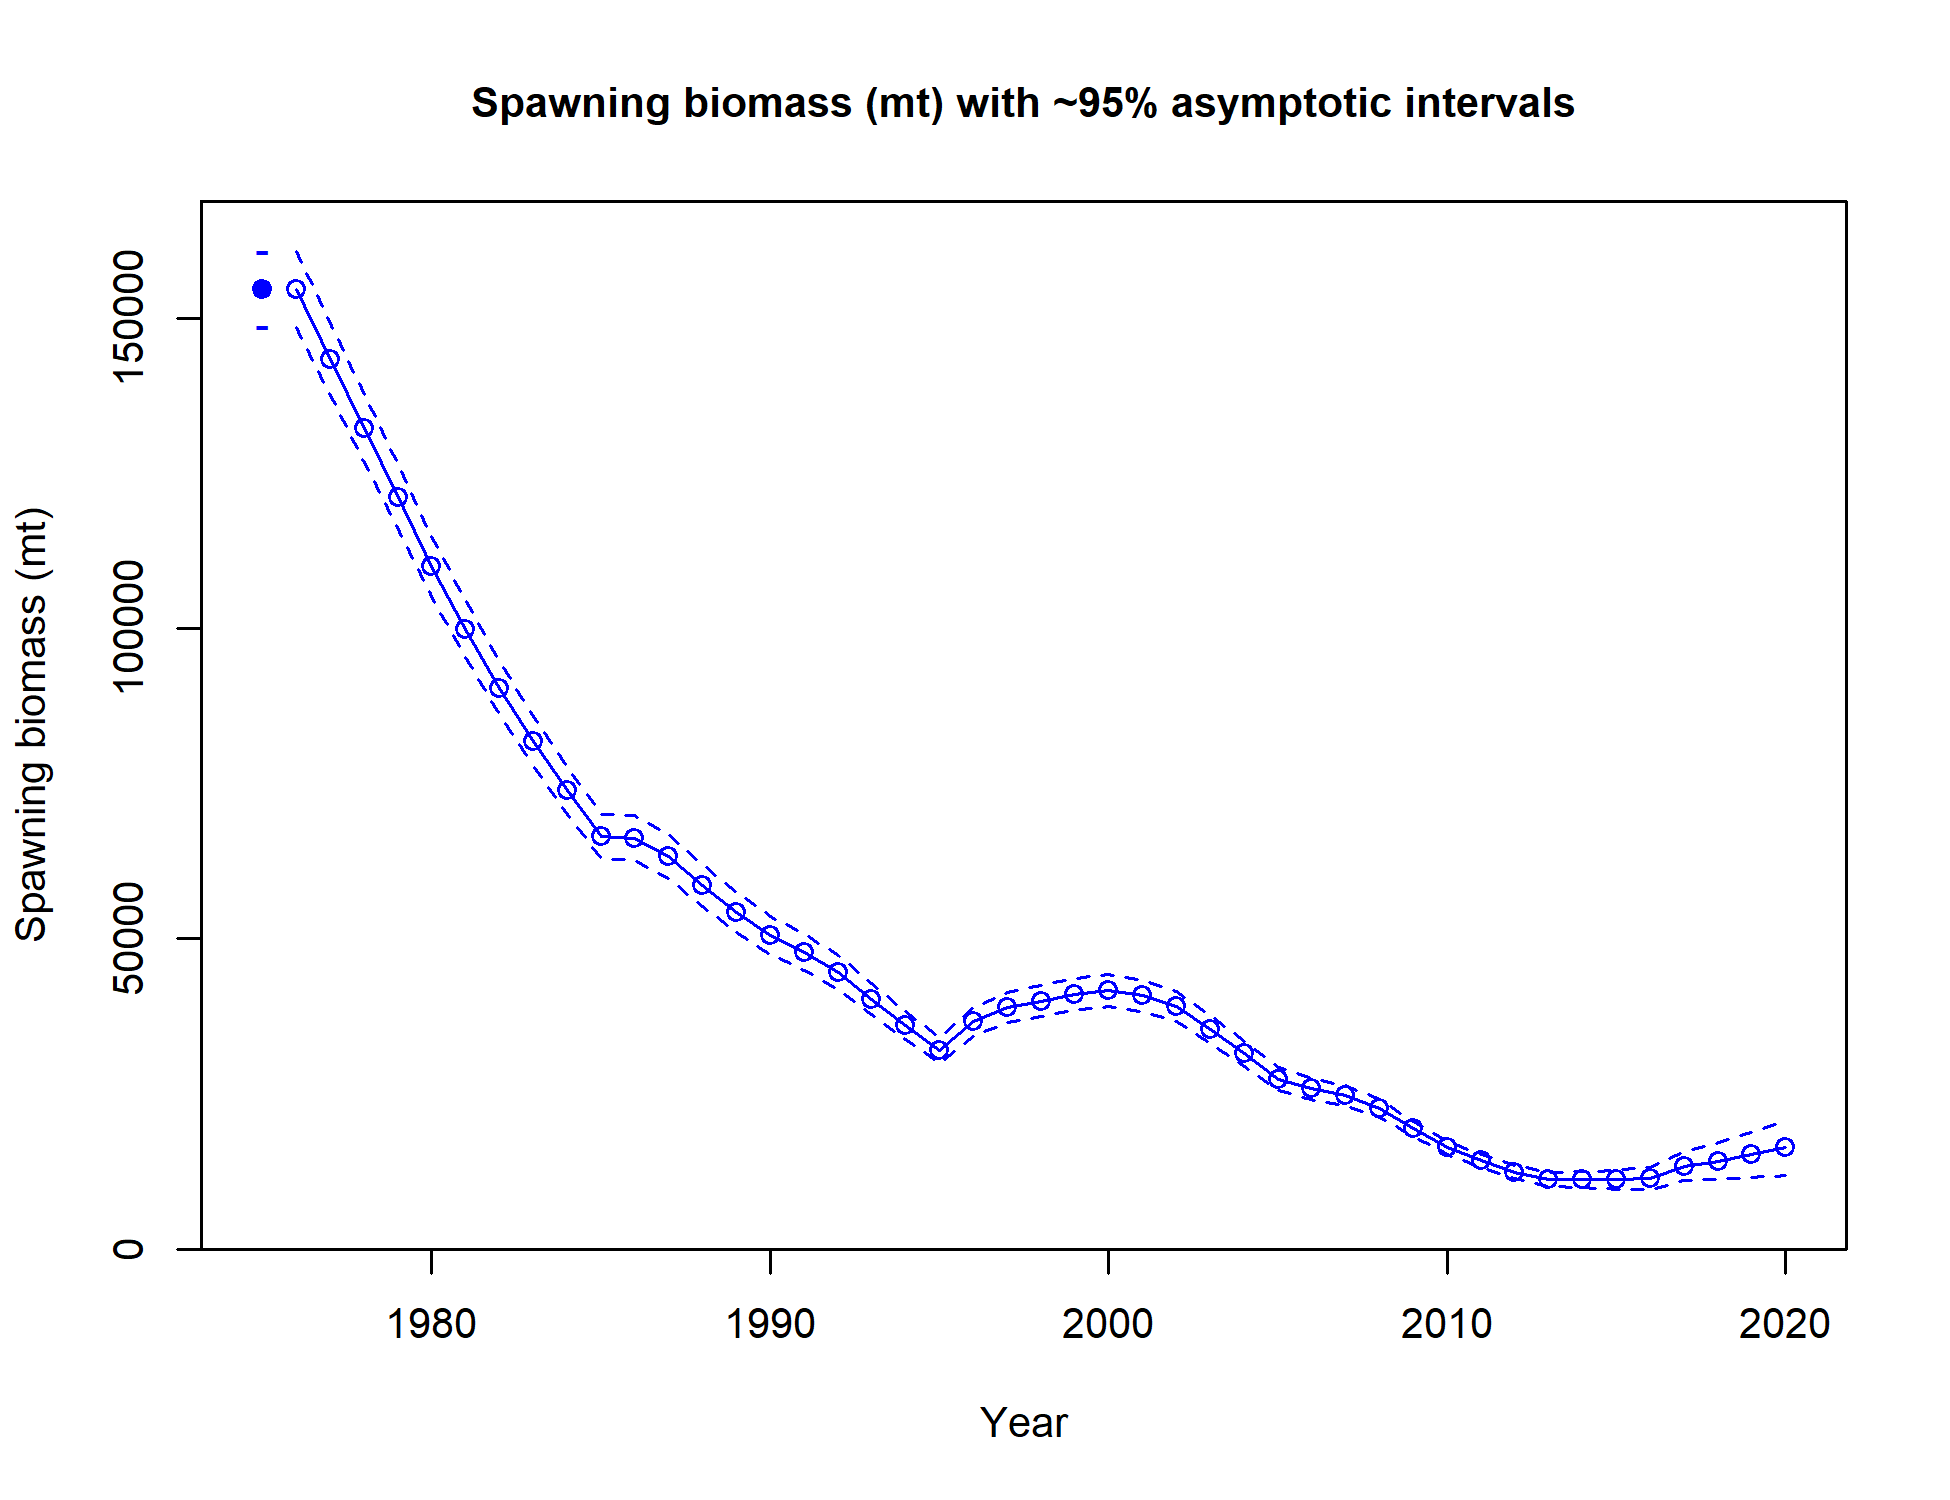 Spawning biomass (mt) with ~95% asymptotic intervals
Spawning biomass (mt)
150000
100000
50000
0
1980 1990 2000 2010 2020
Year